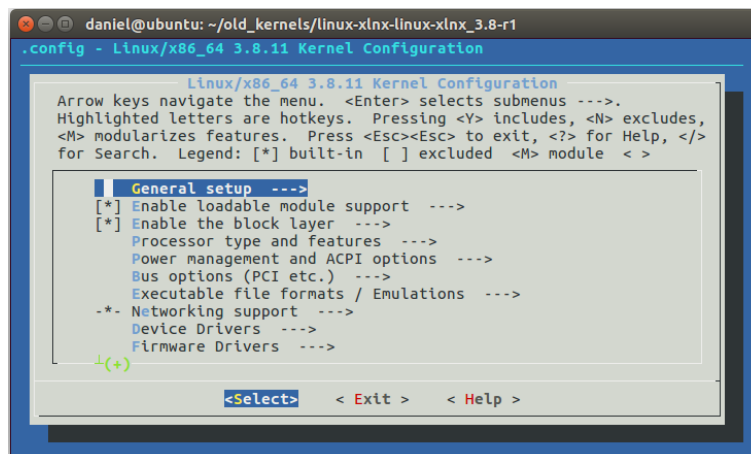 daniel@ubuntu: ~/old_kernels/linux-xlnx-linux-xlnx_3.8-r1
.config - Linux/x86_64 3.8.11 Kernel Configuration
Linux/x86_64 3.8.11 Kernel Configuration
Arrow keys navigate the menu.  <Enter> selects submenus --->.
Highlighted letters are hotkeys.  Pressing <Y> includes, <N> excludes,
<M> modularizes features.  Press <Esc><Esc> to exit, <?> for Help, </>
for Search.  Legend: [*] built-in  [ ] excluded  <M> module  < >
General setup  --->
[*] Enable loadable module support  --->
[*] Enable the block layer  --->
Processor type and features  --->
Power management and ACPI options  --->
Bus options (PCI etc.)  --->
Executable file formats / Emulations  --->
-*- Networking support  --->
Device Drivers  --->
Firmware Drivers  --->
(+)
<Select>    < Exit >    < Help >